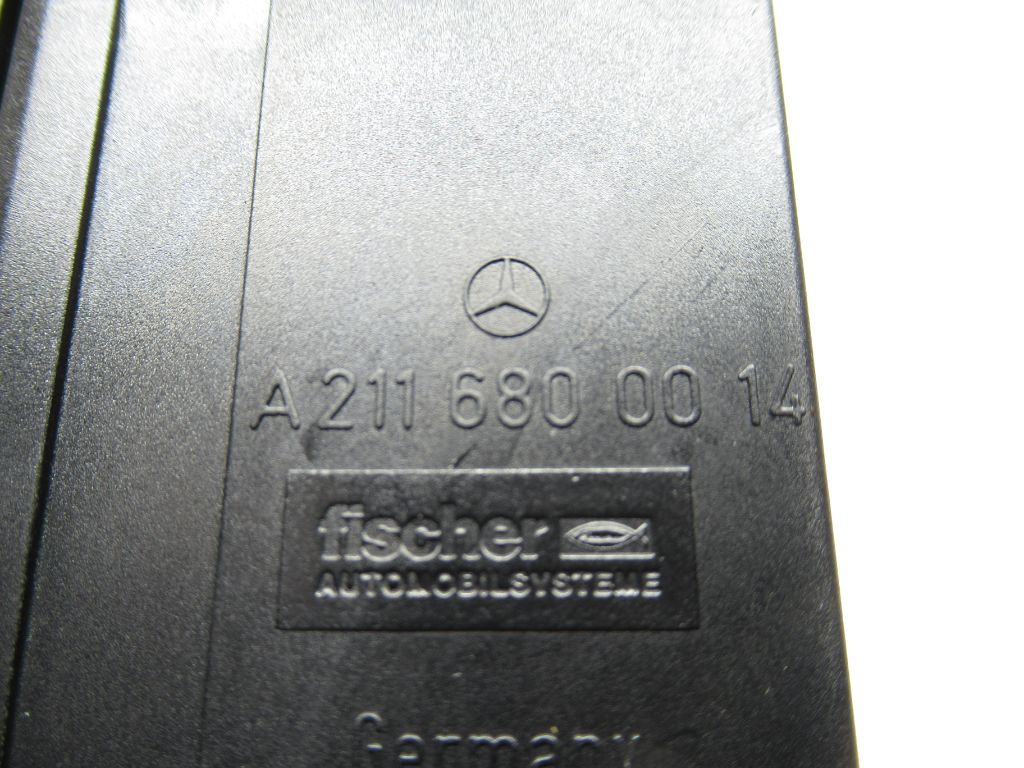 A 211 680 00 14
fischer
AUTOMOBILSYSTEME
Germany